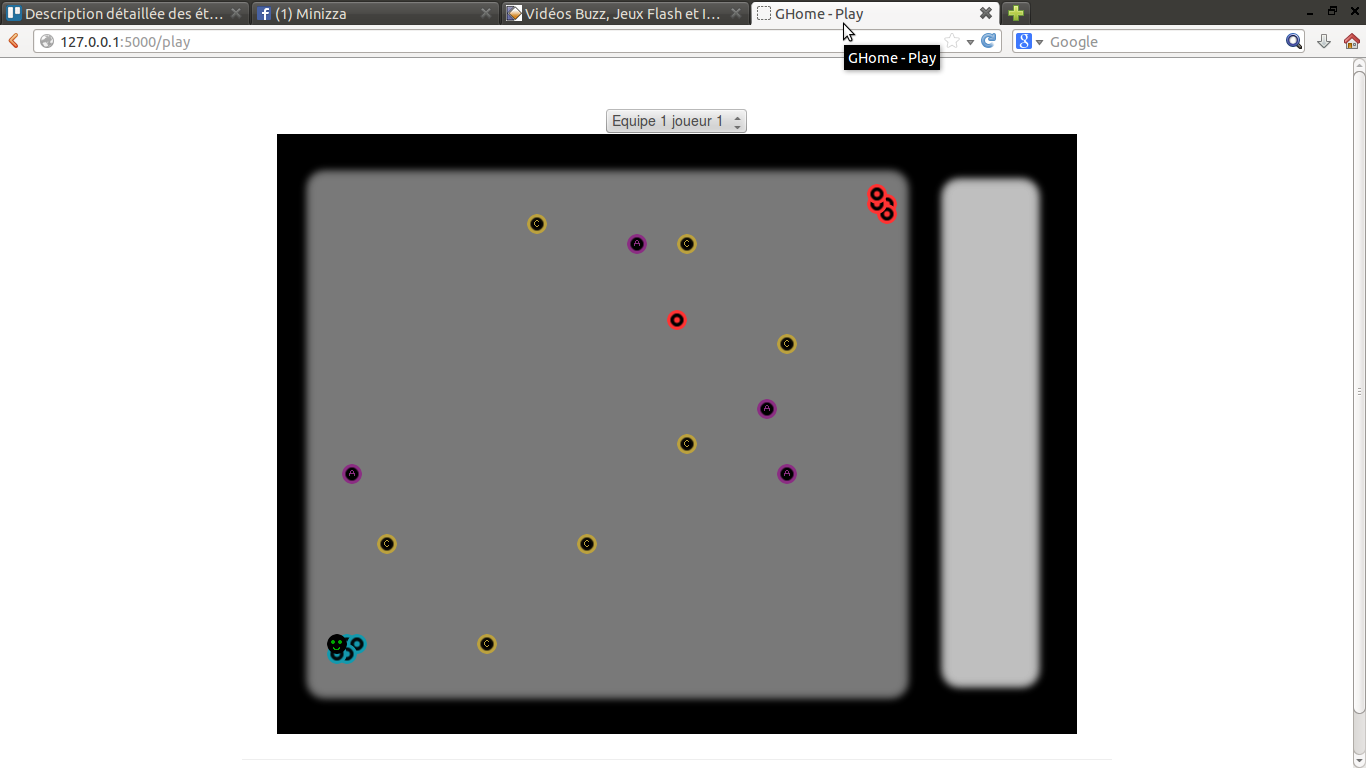 Description détaillée des ét...
(1) Minizza
Vidéos Buzz, Jeux Flash et I...
GHome - Play
127.0.0.1:5000/play
Google
GHome - Play
Equipe 1 joueur 1
C
A
C
C
A
C
A
A
C
C
C